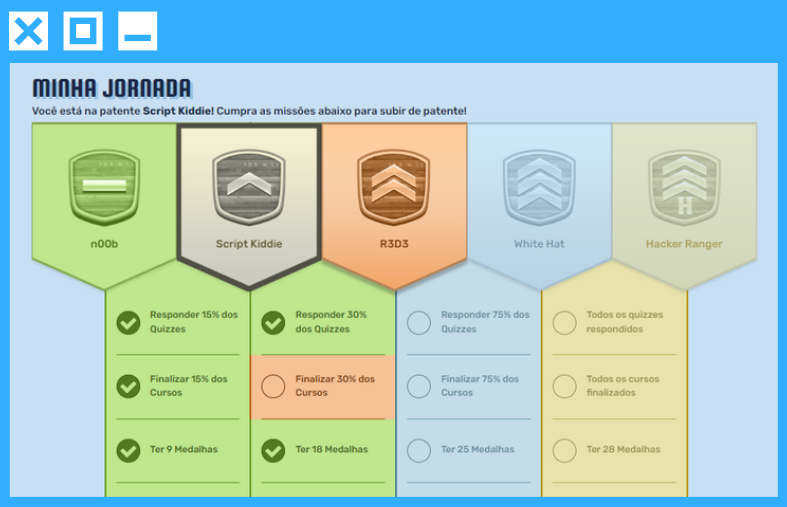 MINHA JORNADA
Você está na patente Script Kiddie! Cumpra as missões abaixo para subir de patente!
n00b
Script Kiddie
R3D3
White Hat
H
Hacker Ranger
Responder 15% dos
Quizzes
Responder 30%
dos Quizzes
Responder 75% dos
Quizzes
Todos os quizzes
respondidos
Finalizar 15% dos
Cursos
Finalizar 30% dos
Cursos
Finalizar 75% dos
Cursos
Todos os cursos
finalizados
Ter 9 Medalhas
Ter 18 Medalhas
Ter 25 Medalhas
Ter 28 Medalhas